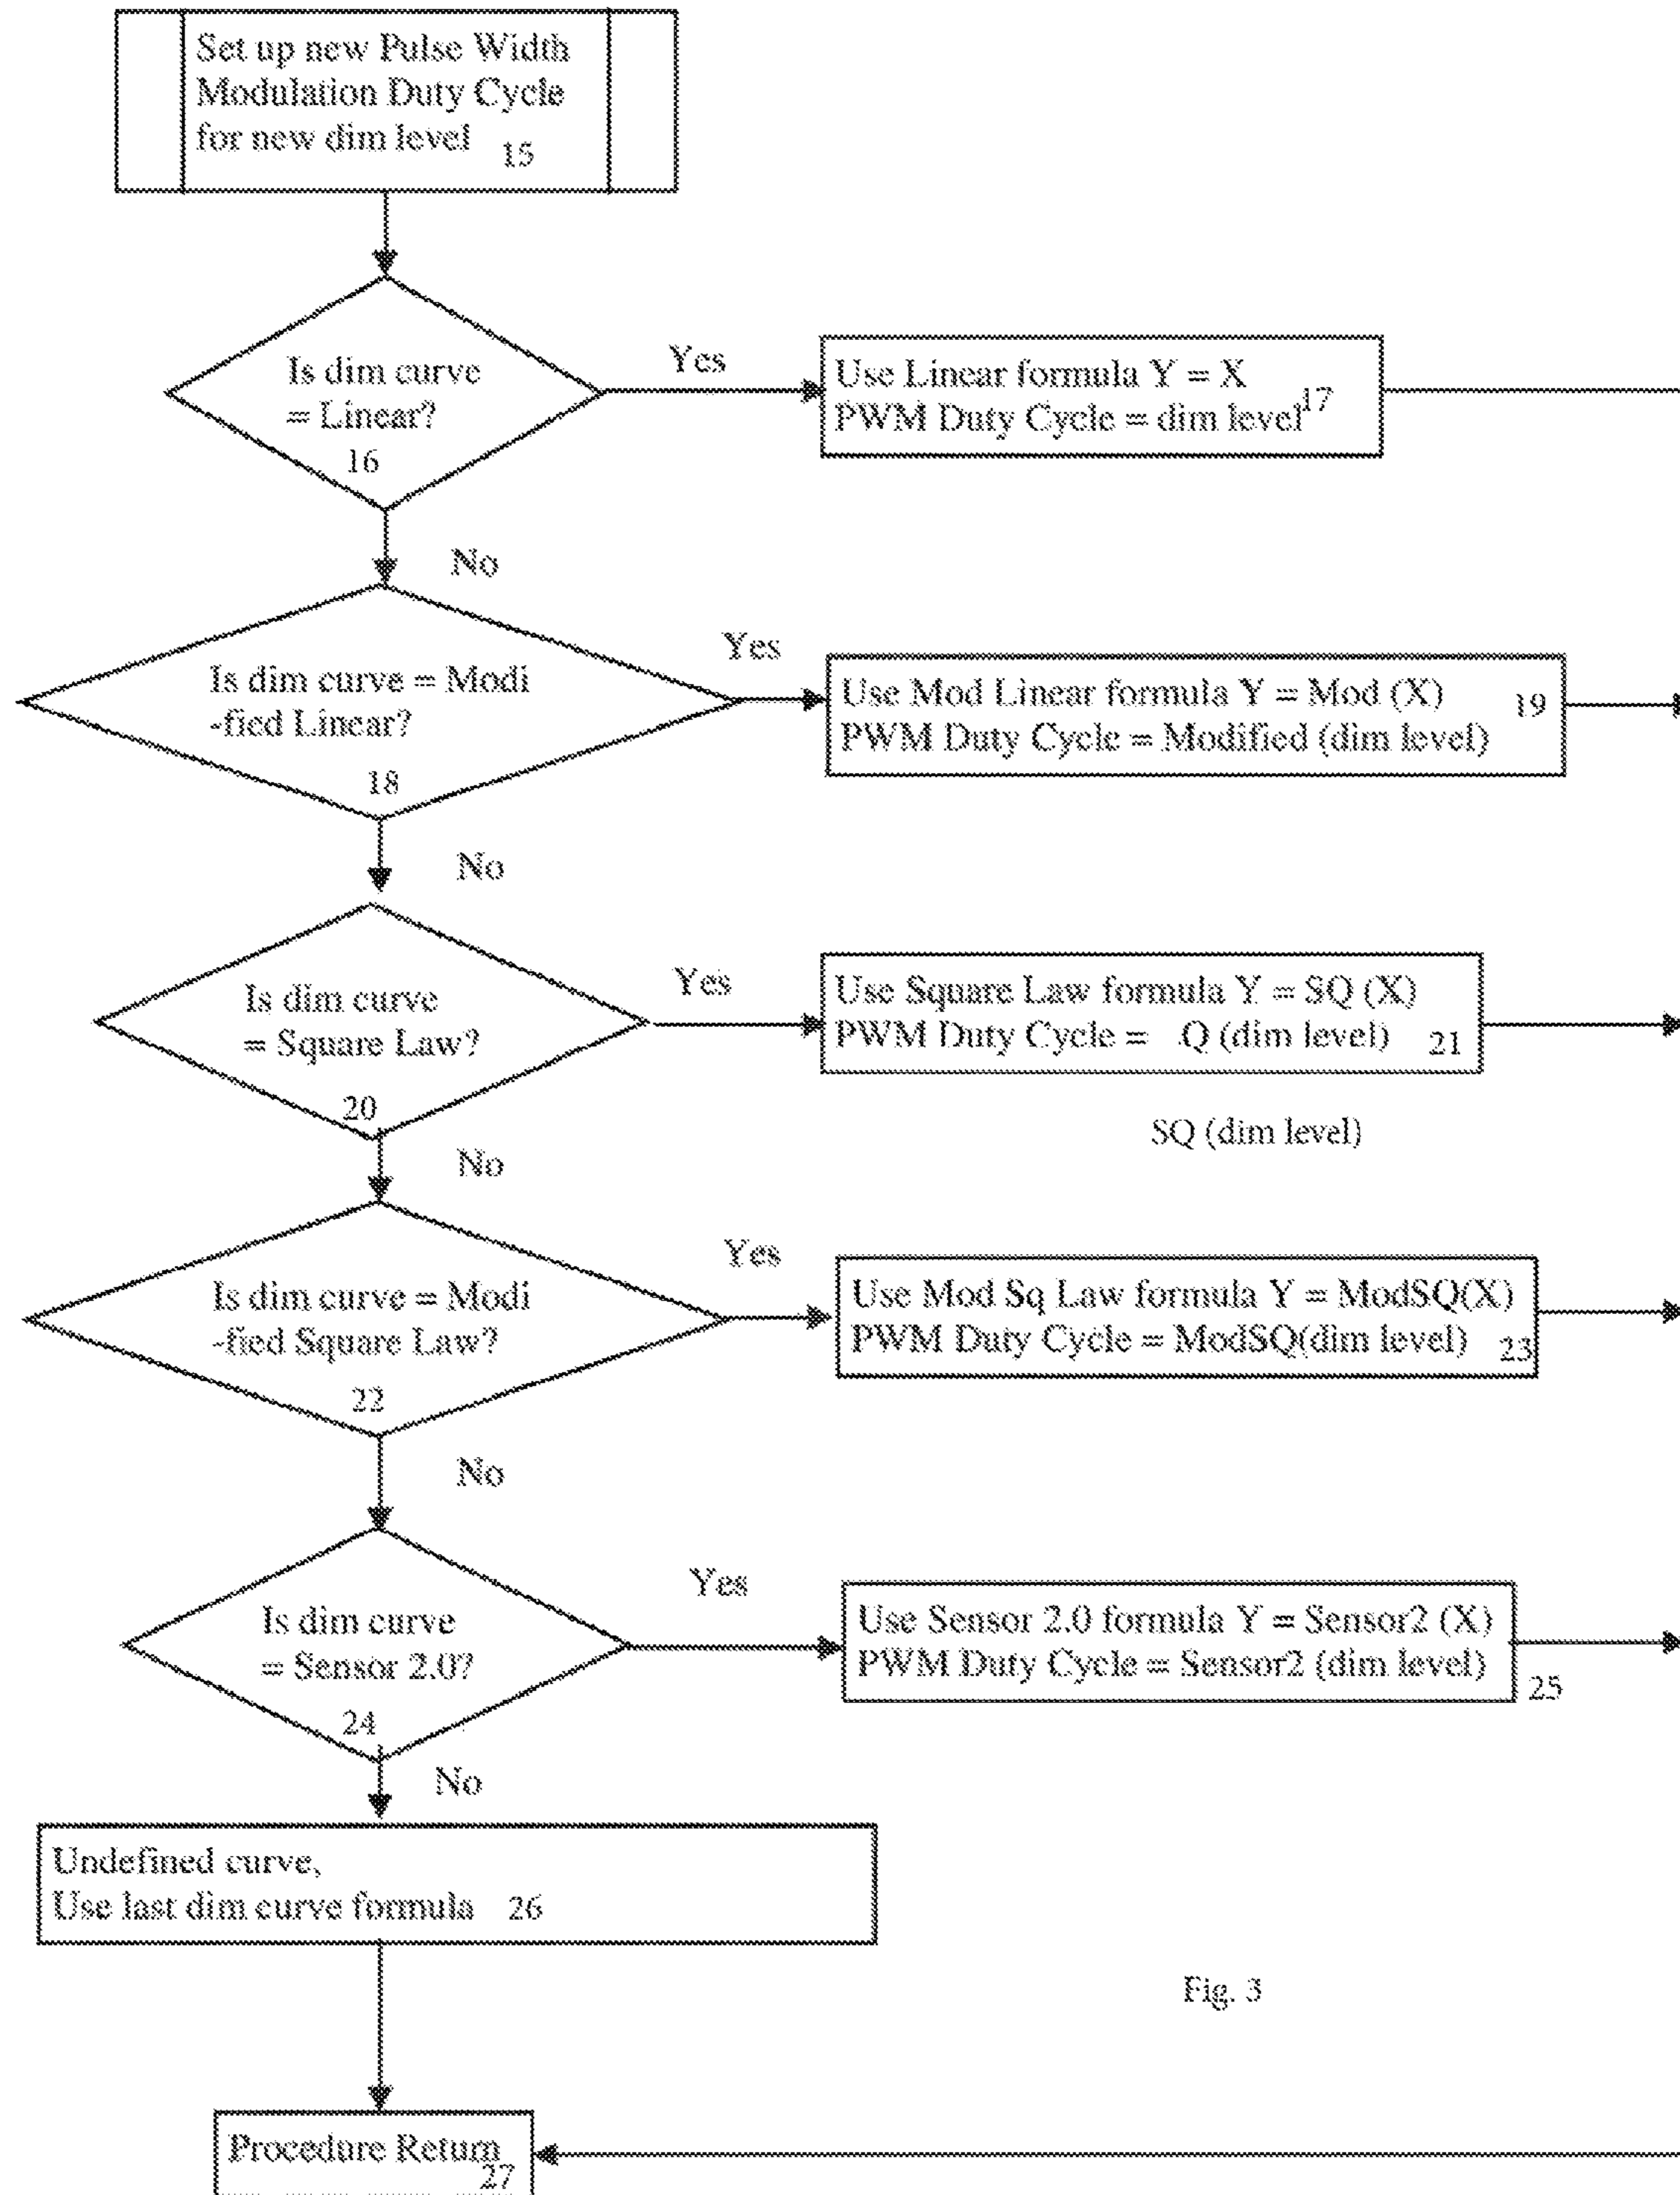 Set up new Pulse Width
Modulation Duty Cycle
for new dim level 15
Is dim curve
= Linear?
16
Yes
Use Linear formula Y = X
PWM Duty Cycle = dim level 17
No
Is dim curve = Modi
-fied Linear?
18
Yes
Use Mod Linear formula Y = Mod (X) 19
PWM Duty Cycle = Modified (dim level)
No
Is dim curve
= Square Law?
20
Yes
Use Square Law formula Y = SQ (X)
PWM Duty Cycle = .Q (dim level) 21
SQ (dim level)
No
Is dim curve = Modi
-fied Square Law?
22
Yes
Use Mod Sq Law formula Y = ModSQ(X)
PWM Duty Cycle = ModSQ(dim level) 23
No
Is dim curve
= Sensor 2.0?
24
Yes
Use Sensor 2.0 formula Y = Sensor2 (X)
PWM Duty Cycle = Sensor2 (dim level)
25
No
Undefined curve,
Use last dim curve formula 26
Fig. 3
Procedure Return
27